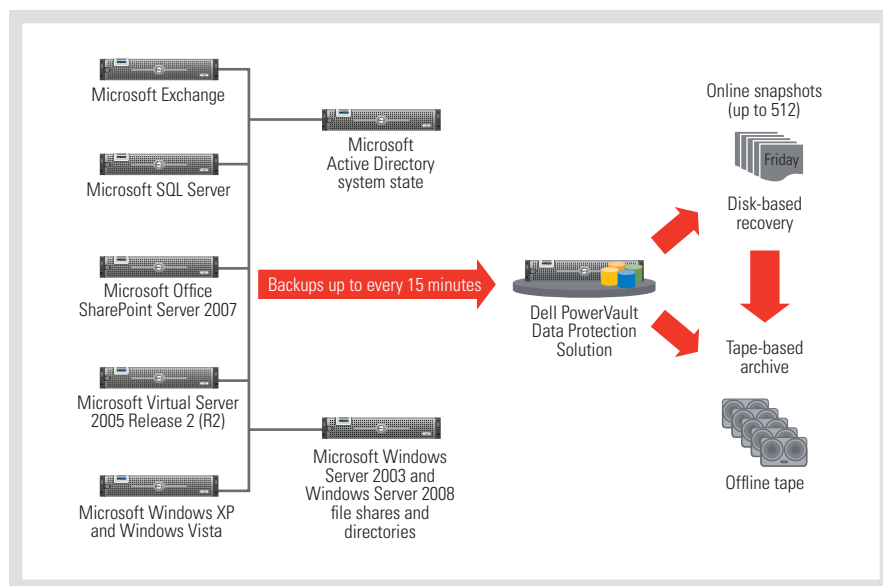 Microsoft Exchange
Microsoft SQL Server
Microsoft Office
SharePoint Server 2007
Microsoft Virtual Server
2005 Release 2 (R2)
Microsoft Windows XP
and Windows Vista
Microsoft
Active Directory
system state
Microsoft Windows
Server 2003 and
Windows Server 2008
file shares and
directories
Backups up to every 15 minutes
Dell PowerVault
Data Protection
Solution
Online snapshots
(up to 512)
Friday
Disk-based
recovery
Tape-based
archive
Offline tape